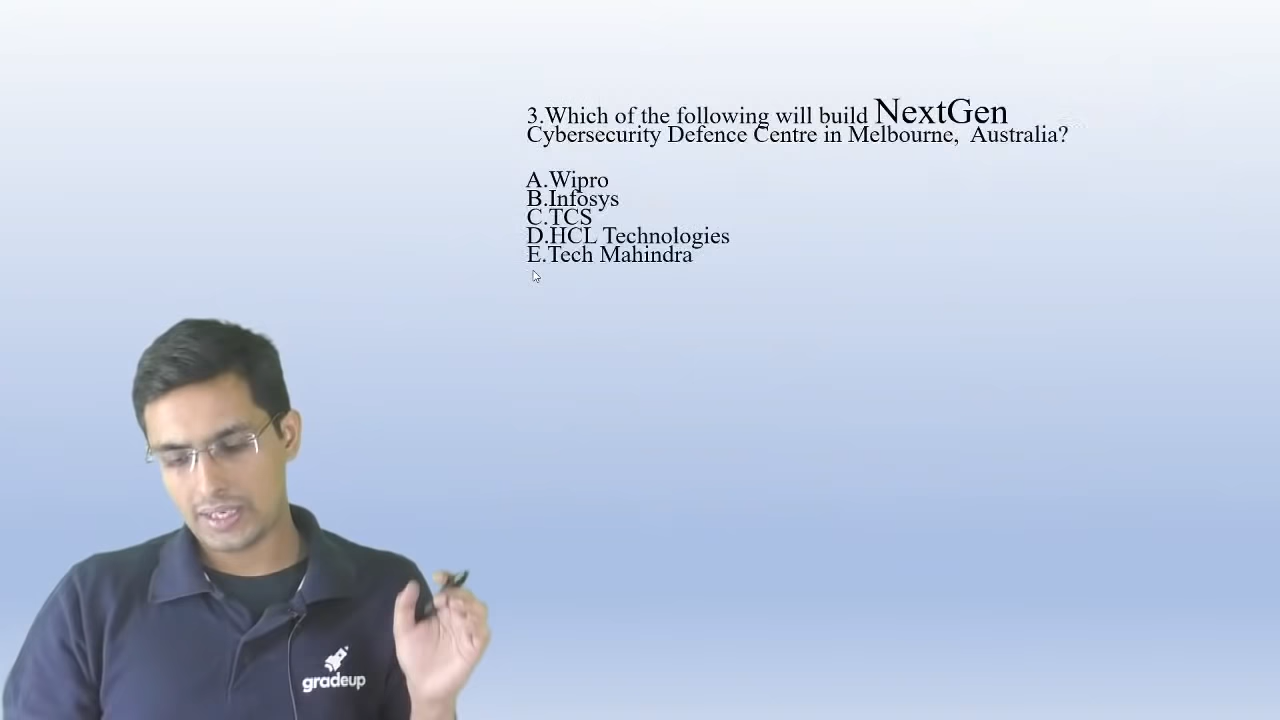 3.Which of the following will build NextGen
Cybersecurity Defence Centre in Melbourne, Australia?
A.Wipro
B.Infosys
C.TCS
D.HCL Technologies
E.Tech Mahindra
gradeup